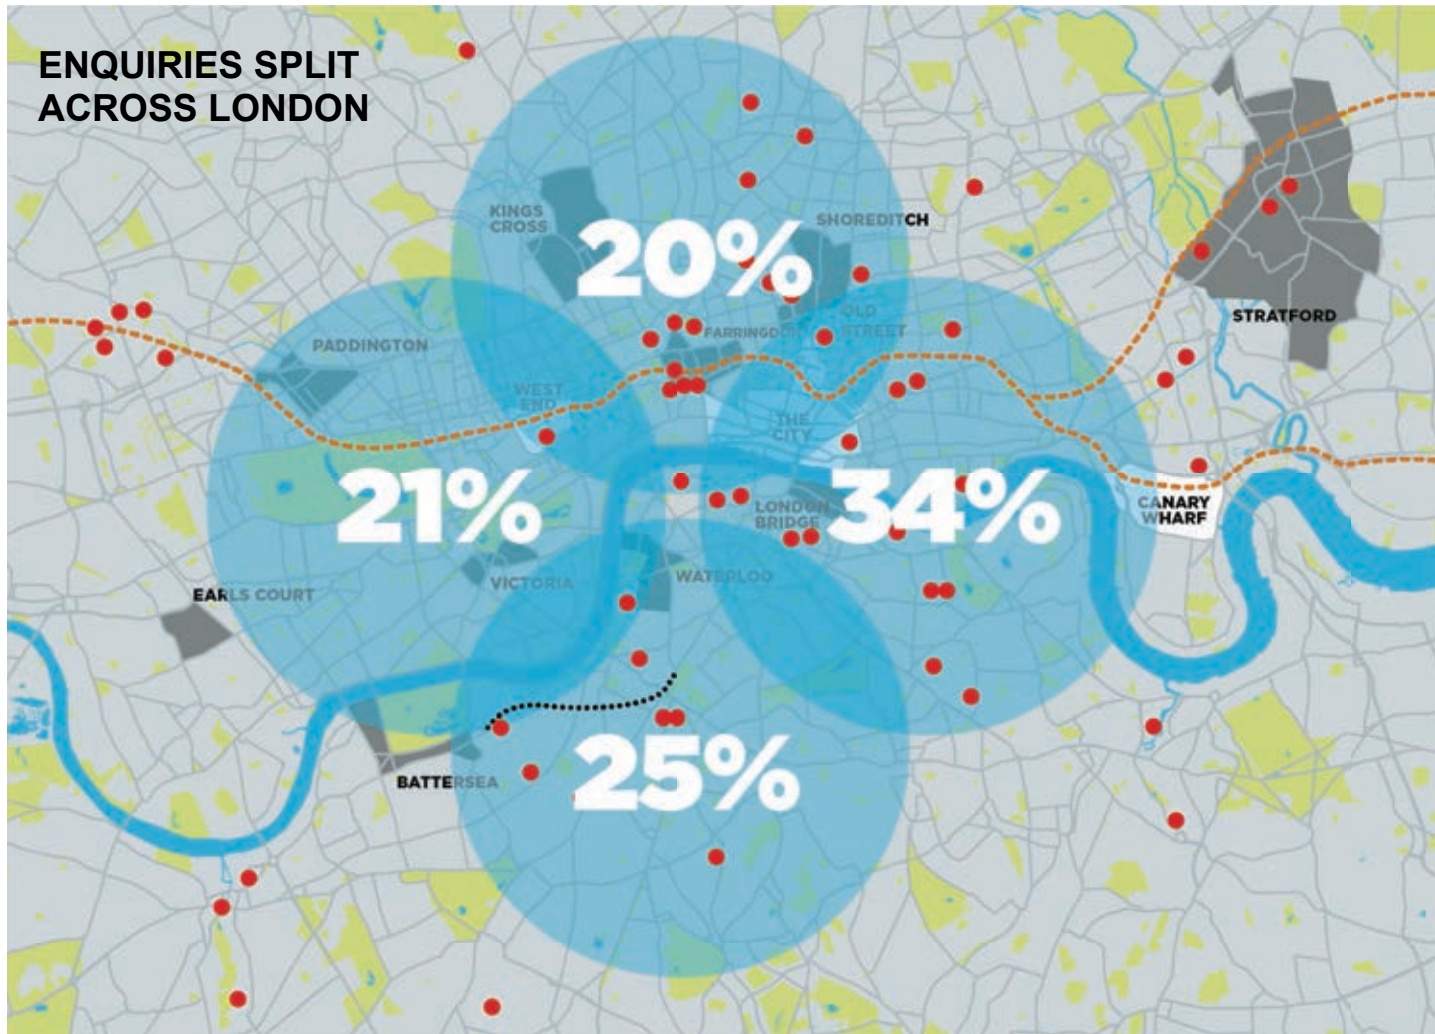 ENQUIRIES SPLIT
ACROSS LONDON
KINGS
CROSS
SHOREDITCH
20%
OLD
STREET
FARRINGDON
STRATFORD
PADDINGTON
WEST
END
THE
CITY
21%
34%
LONDON
BRIDGE
CANARY
WHARF
VICTORIA
WATERLOO
EARLS COURT
25%
BATTERSEA